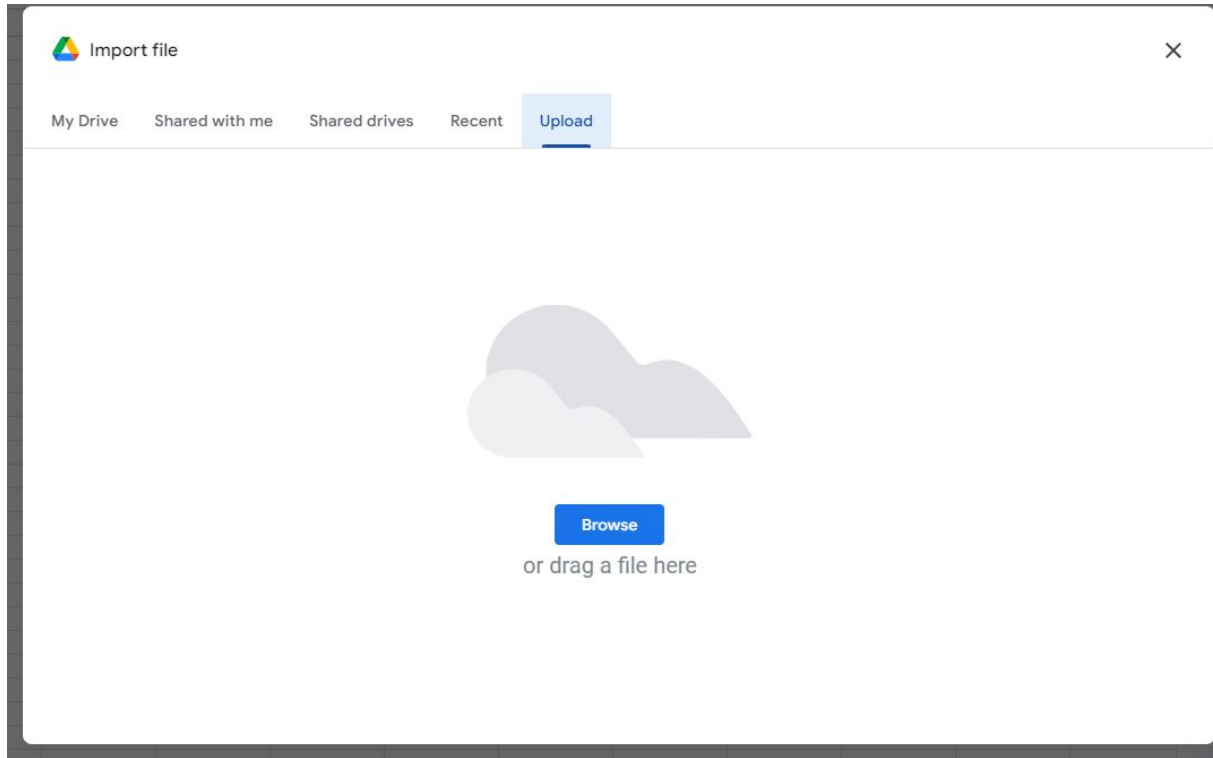 Import file
My Drive Shared with me Shared drives Recent Upload
Browse
or drag a file here